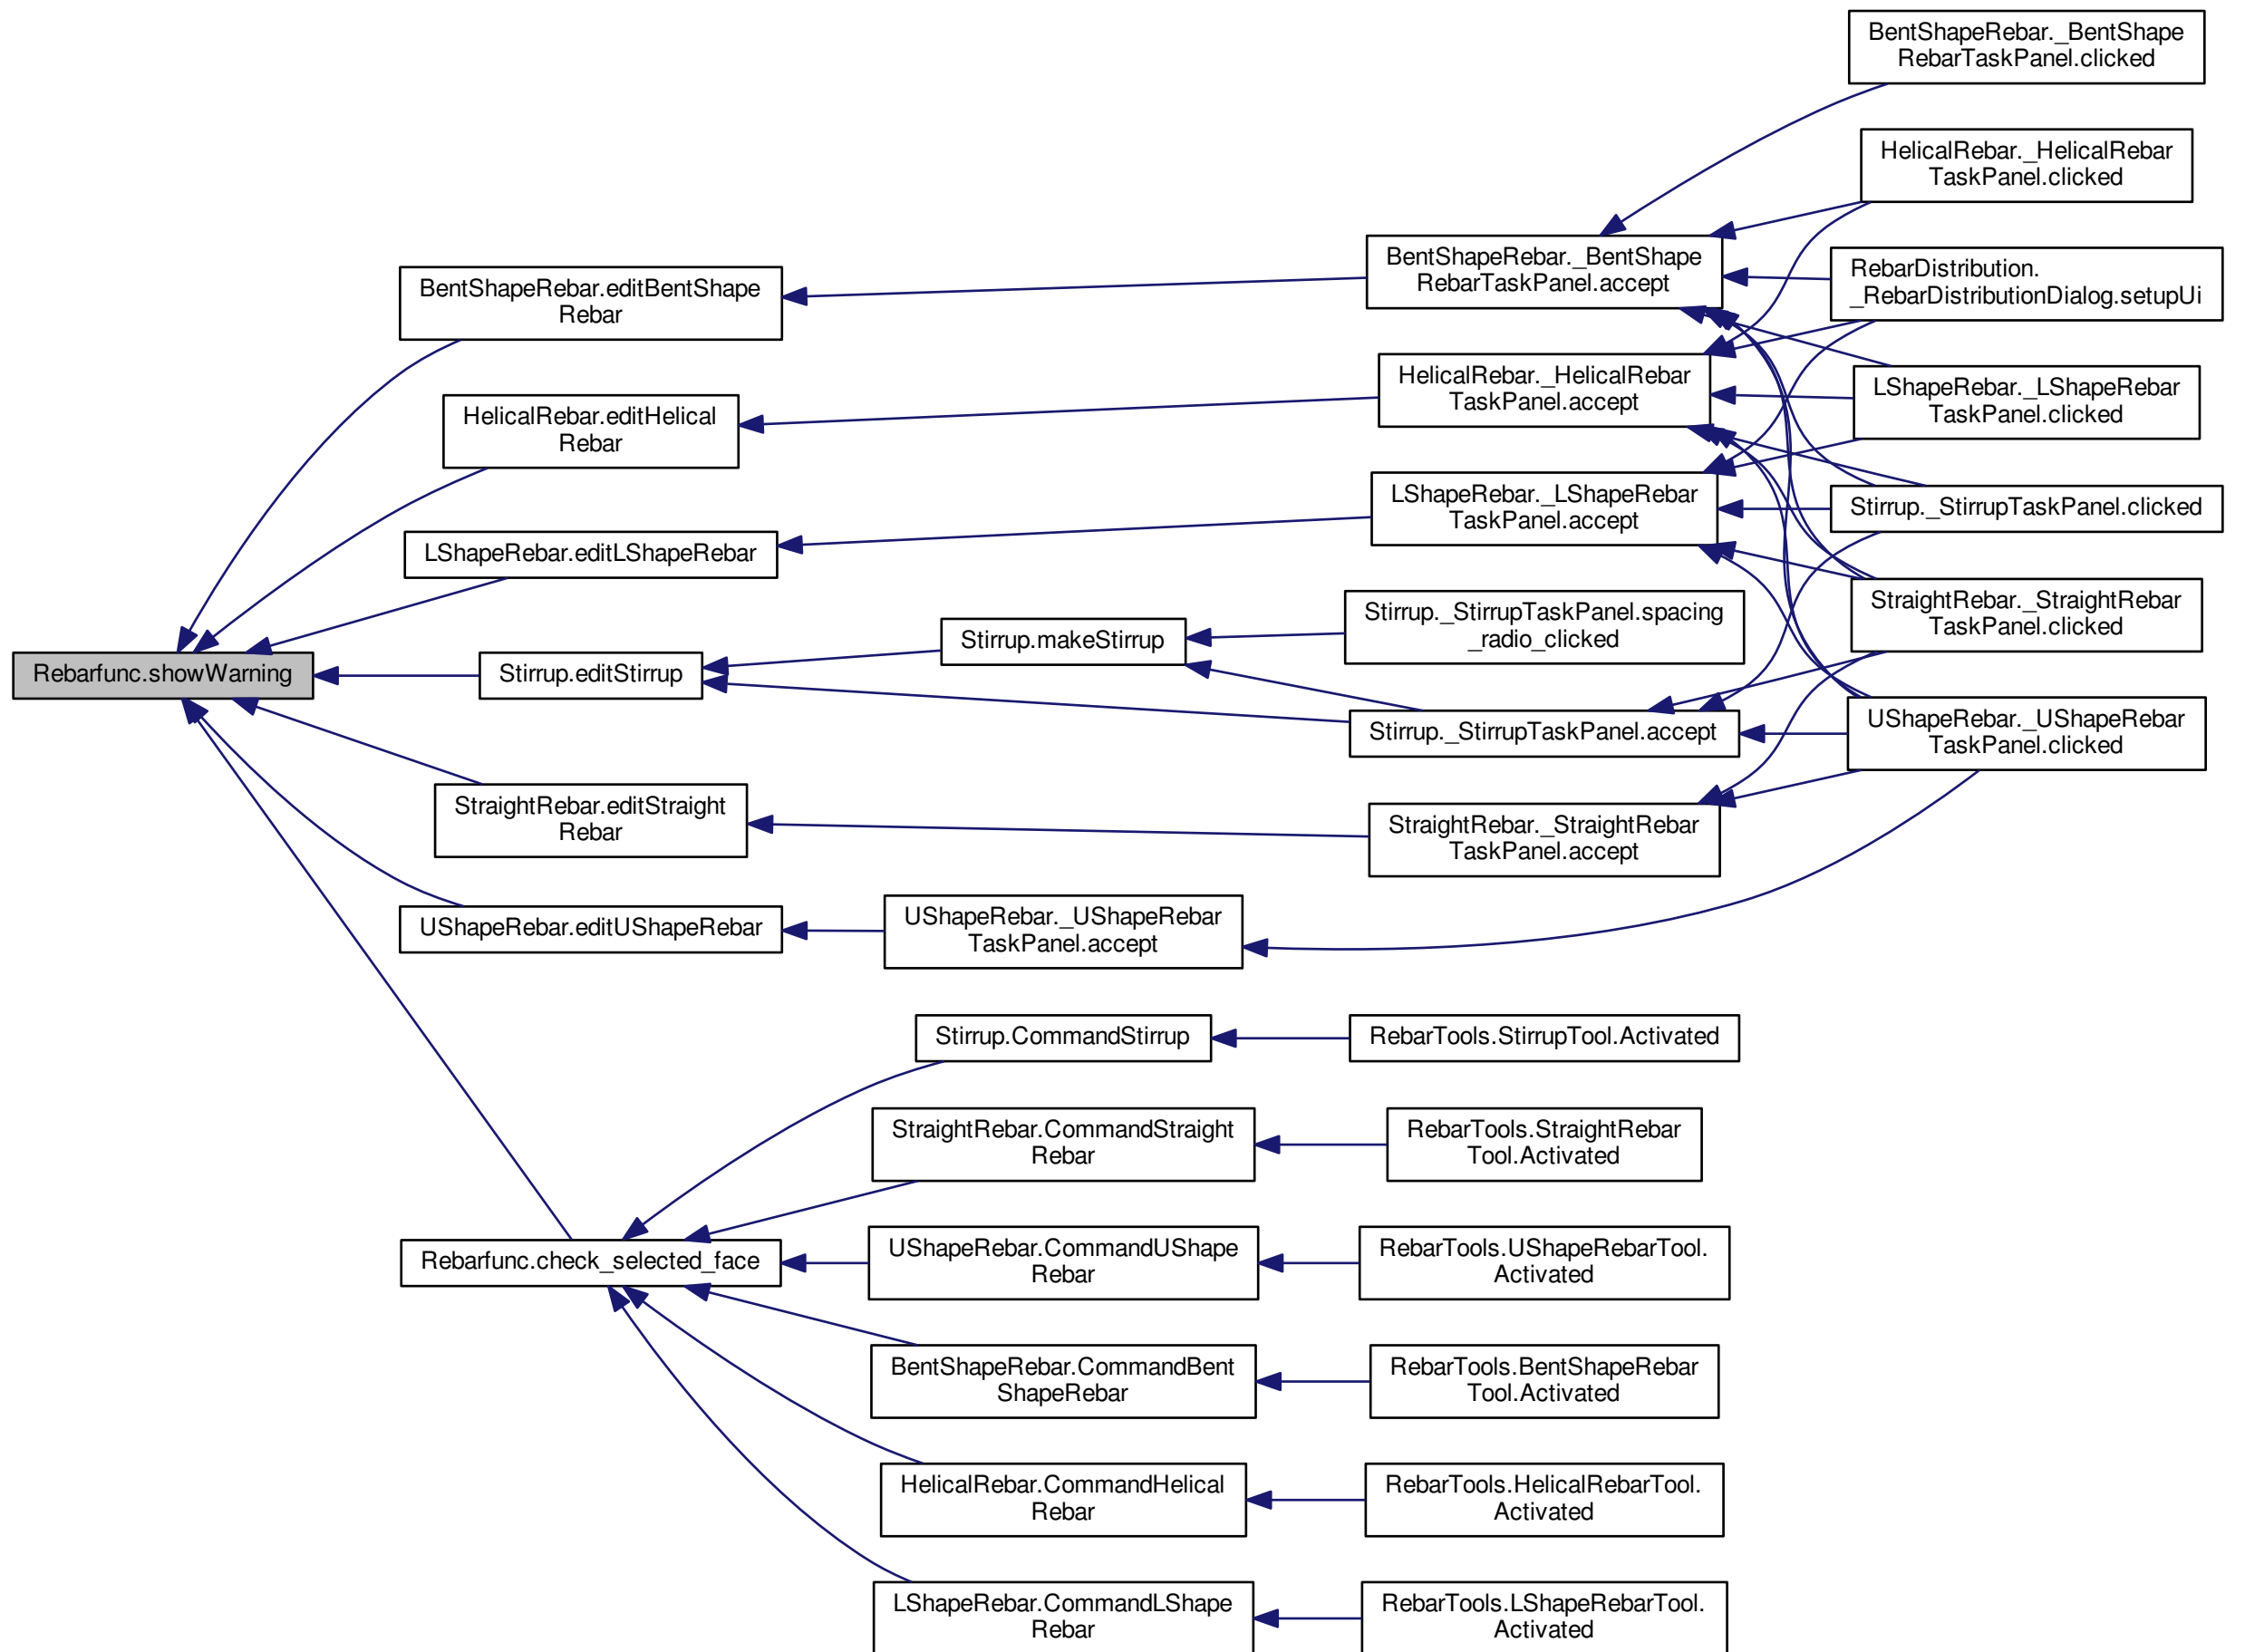 BentShapeRebar._BentShape
RebarTaskPanel.clicked
HelicalRebar._HelicalRebar
TaskPanel.clicked
BentShapeRebar._BentShape
RebarTaskPanel.accept
RebarDistribution.
_RebarDistributionDialog.setupUi
BentShapeRebar.editBentShape
Rebar
HelicalRebar._HelicalRebar
TaskPanel.accept
LShapeRebar._LShapeRebar
TaskPanel.clicked
HelicalRebar.editHelical
Rebar
LShapeRebar._LShapeRebar
TaskPanel.accept
Stirrup._StirrupTaskPanel.clicked
LShapeRebar.editLShapeRebar
Stirrup._StirrupTaskPanel.spacing
_radio_clicked
StraightRebar._StraightRebar
TaskPanel.clicked
Stirrup.makeStirrup
Rebarfunc.showWarning
Stirrup.editStirrup
Stirrup._StirrupTaskPanel.accept
UShapeRebar._UShapeRebar
TaskPanel.clicked
StraightRebar.editStraight
Rebar
StraightRebar._StraightRebar
TaskPanel.accept
UShapeRebar.editUShapeRebar
UShapeRebar._UShapeRebar
TaskPanel.accept
Stirrup.CommandStirrup
RebarTools.StirrupTool.Activated
StraightRebar.CommandStraight
Rebar
RebarTools.StraightRebar
Tool.Activated
Rebarfunc.check_selected_face
UShapeRebar.CommandUShape
Rebar
RebarTools.UShapeRebarTool.
Activated
BentShapeRebar.CommandBent
ShapeRebar
RebarTools.BentShapeRebar
Tool.Activated
HelicalRebar.CommandHelical
Rebar
RebarTools.HelicalRebarTool.
Activated
LShapeRebar.CommandLShape
Rebar
RebarTools.LShapeRebarTool.
Activated